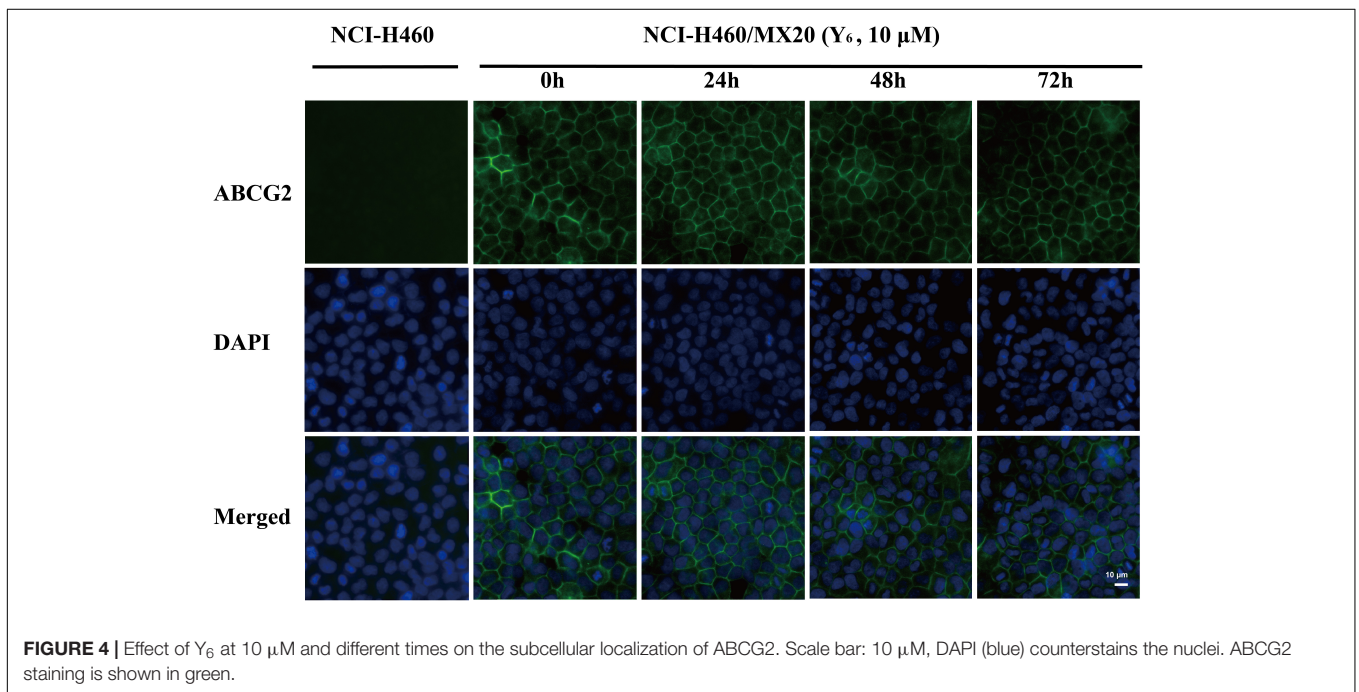 NCI-H460
NCI-H460/MX20 (Y₆, 10 μM)
0h
24h
48h
72h
ABCG2
DAPI
Merged
10 μm
FIGURE 4 | Effect of Y₆ at 10 μM and different times on the subcellular localization of ABCG2. Scale bar: 10 μM, DAPI (blue) counterstains the nuclei. ABCG2
staining is shown in green.